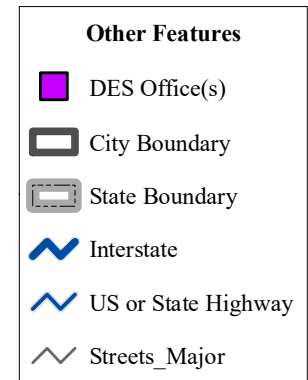 Other Features
DES Office(s)
City Boundary
State Boundary
Interstate
US or State Highway
Streets_Major